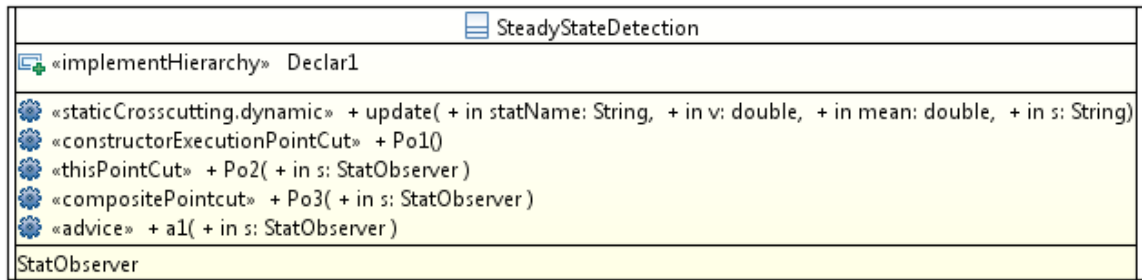 SteadyStateDetection
«implementHierarchy» Declar1
«staticCrosscutting.dynamic» + update( + in statName: String, + in v: double, + in mean: double, + in s: String)
«constructorExecutionPointCut» + Po1()
«thisPointCut» + Po2( + in s: StatObserver )
«compositePointcut» + Po3( + in s: StatObserver )
«advice» + a1( + in s: StatObserver )
StatObserver